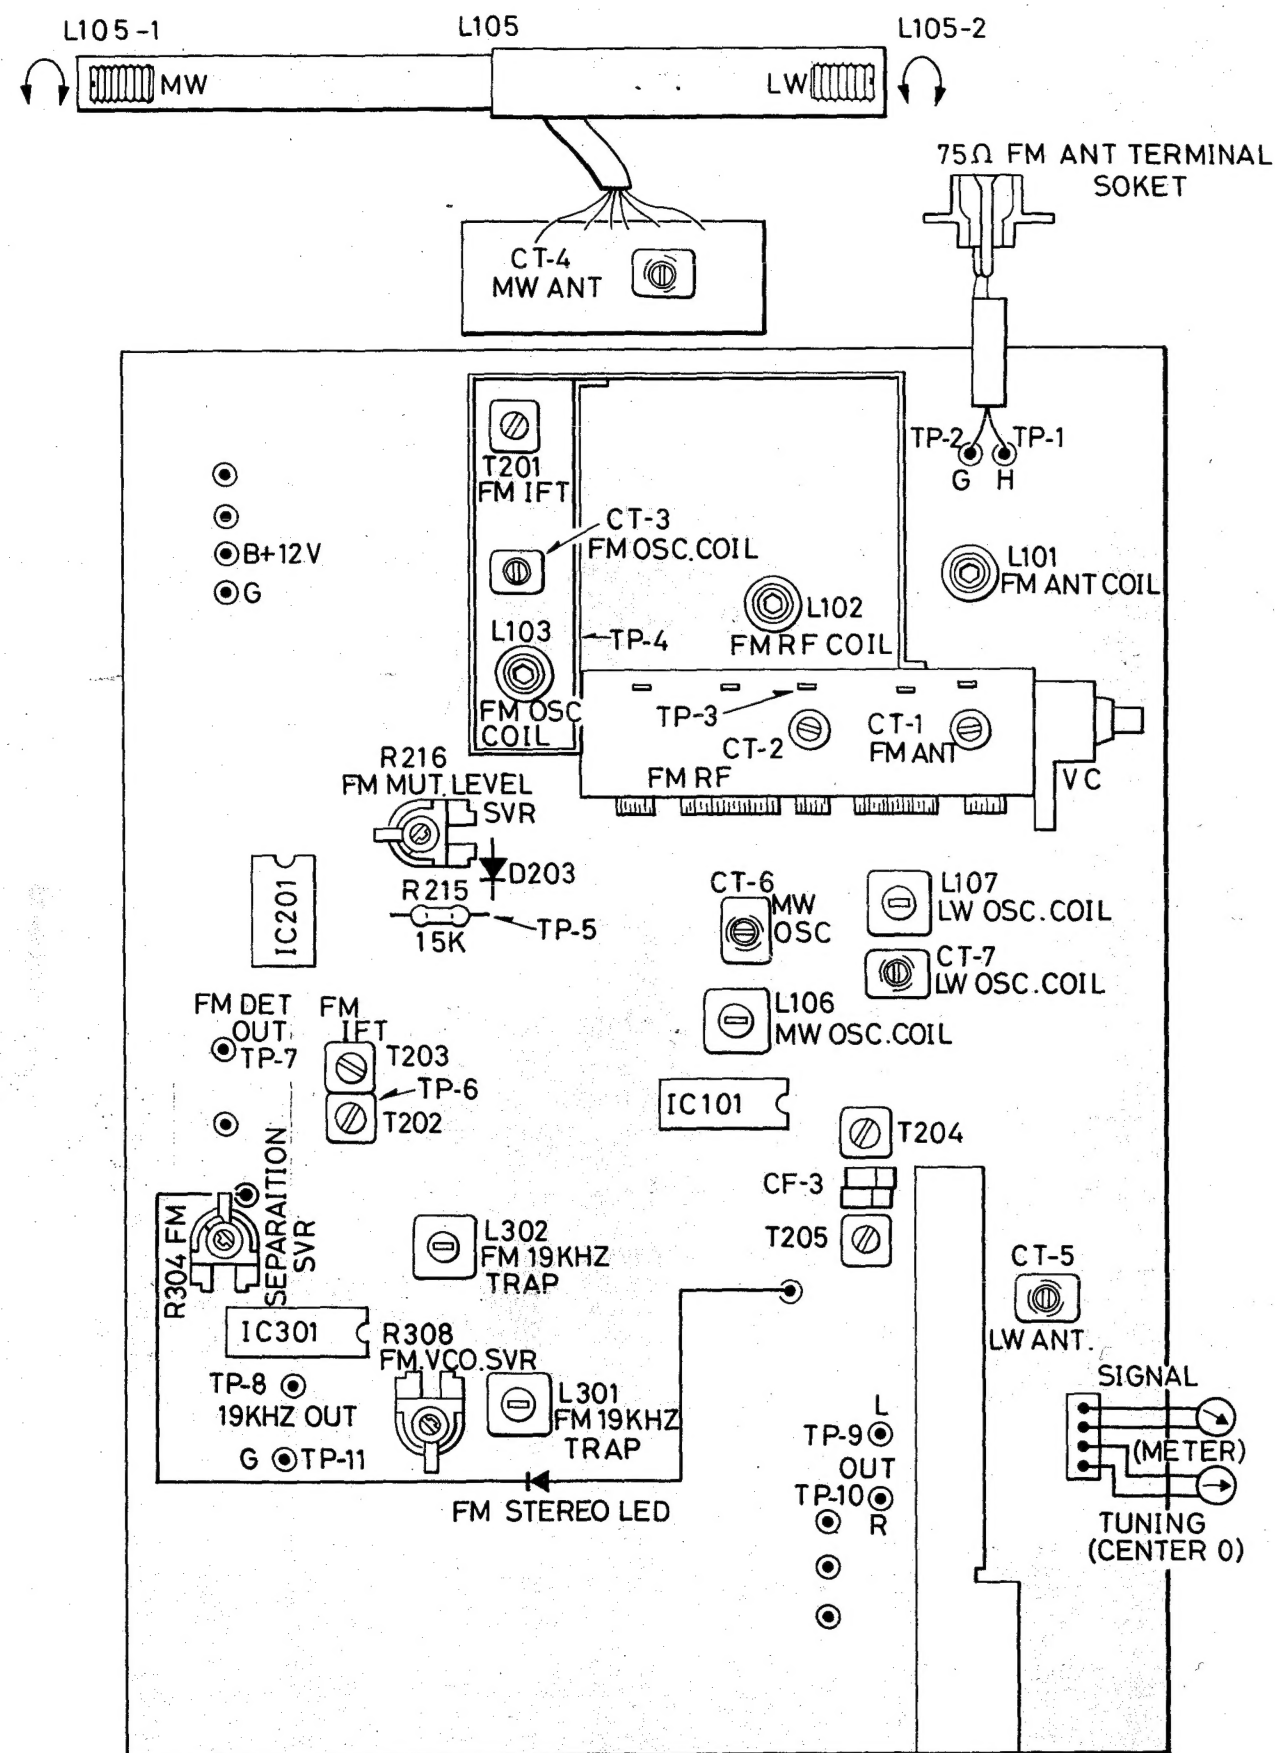 L105-1
L105
L105-2
MW
LW
75Ω FM ANT TERMINAL
SOKET
CT-4
MW ANT
TP-2
TP-1
G
H
T201
FM IFT
CT-3
FM OSC.COIL
B+12V
G
L101
FM ANT COIL
L102
FM RF COIL
L103
TP-4
FM OSC
COIL
TP-3
CT-2
CT-1
FM ANT
FM RF
VC
R216
FM MUT.LEVEL
SVR
D203
R215
15K
TP-5
IC201
CT-6
MW
OSC
L107
LW OSC.COIL
CT-7
LW OSC.COIL
L106
MW OSC.COIL
FM DET
OUT
TP-7
FM
IFT
T203
TP-6
T202
IC101
T204
CF-3
T205
R304 FM
SEPARAITION
SVR
L302
FM 19KHZ
TRAP
CT-5
LW ANT.
IC301
R308
FM.VCO.SVR
TP-8
19KHZ OUT
G
TP-11
L301
FM 19KHZ
TRAP
FM STEREO LED
L
TP-9
OUT
TP-10
R
SIGNAL
(METER)
TUNING
(CENTER 0)